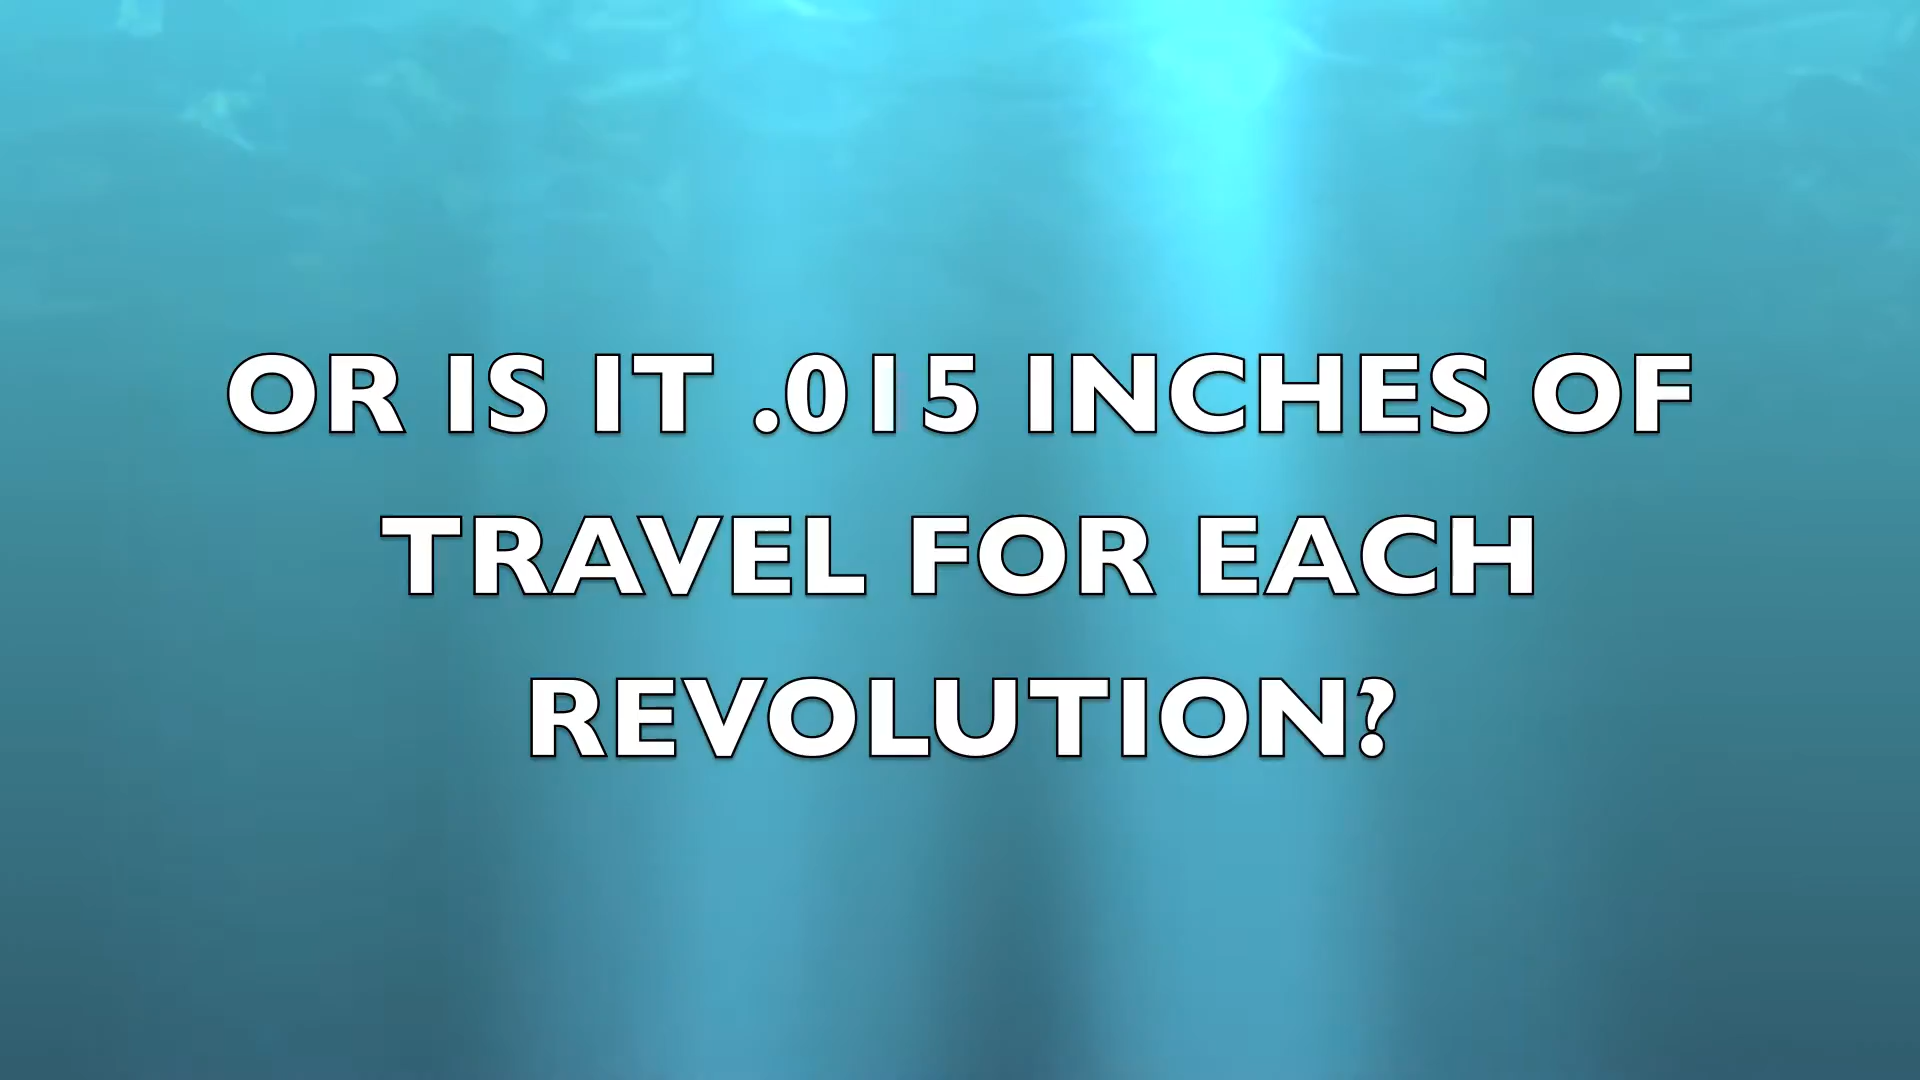 OR IS IT .015 INCHES OF
TRAVEL FOR EACH
REVOLUTION?